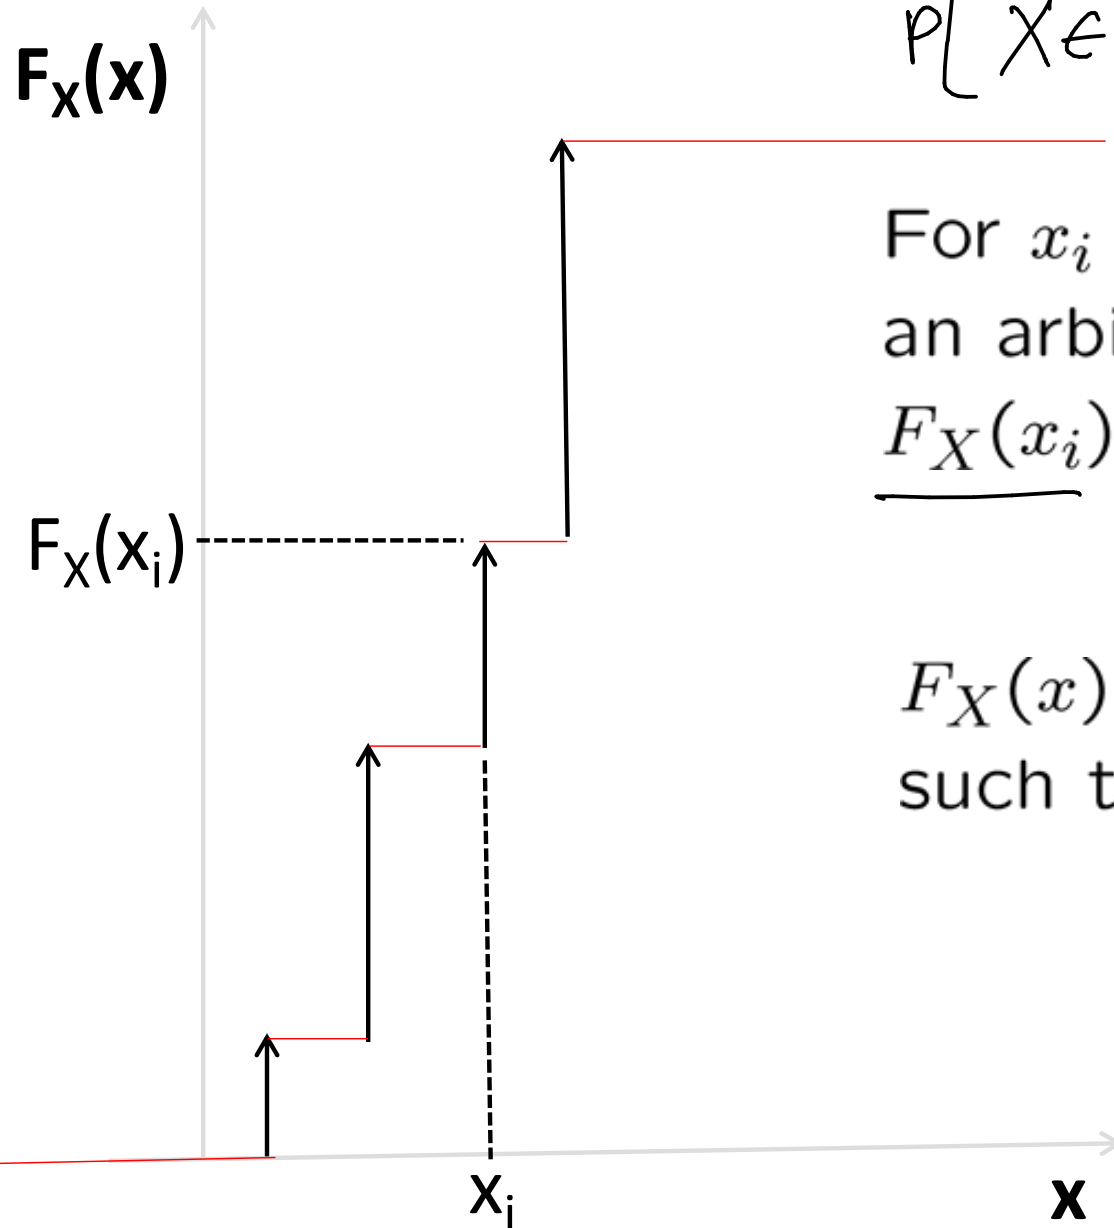 P[ X∈
F_X(x)
For x_i
an arbi
F_X(x_i)
F_X(x_i)
F_X(x)
such t
x_i
x